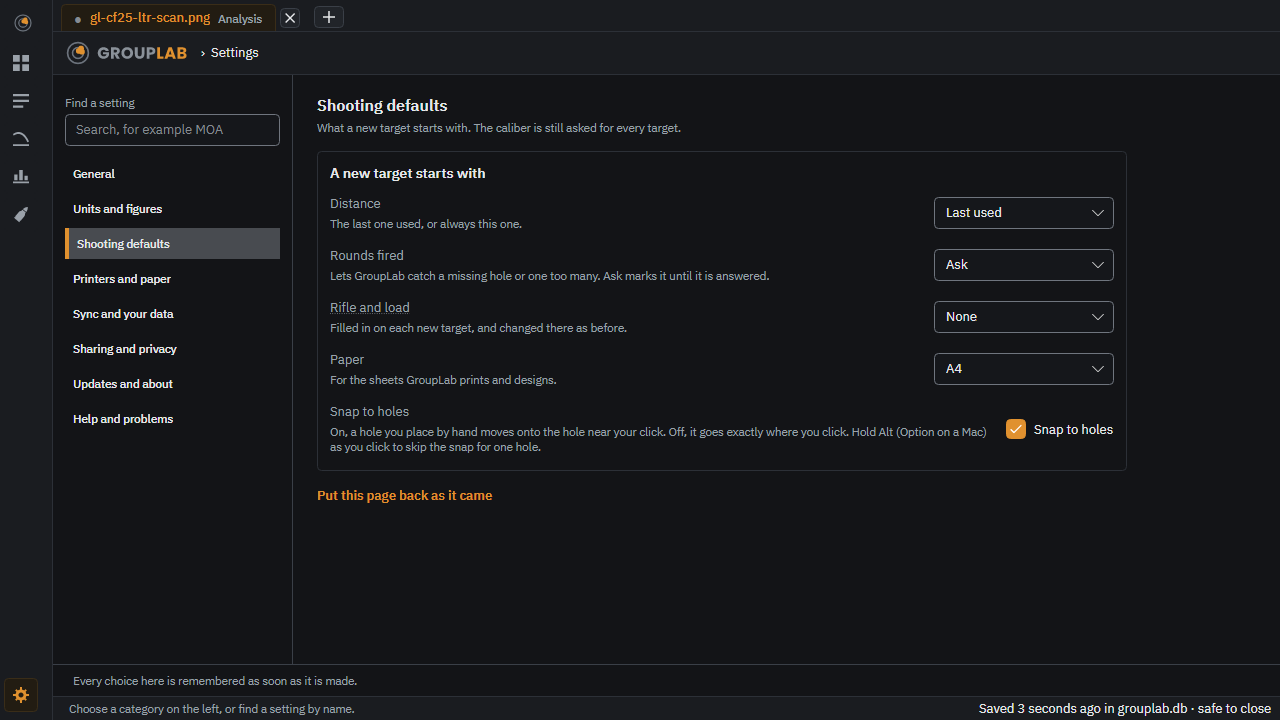 gl-cf25-ltr-scan.png Analysis
GROUPLAB › Settings
Find a setting
Search, for example MOA
General
Units and figures
Shooting defaults
Printers and paper
Sync and your data
Sharing and privacy
Updates and about
Help and problems
Shooting defaults
What a new target starts with. The caliber is still asked for every target.
A new target starts with
Distance
The last one used, or always this one.
Last used
Rounds fired
Lets GroupLab catch a missing hole or one too many. Ask marks it until it is answered.
Ask
Rifle and load
Filled in on each new target, and changed there as before.
None
Paper
For the sheets GroupLab prints and designs.
A4
Snap to holes
On, a hole you place by hand moves onto the hole near your click. Off, it goes exactly where you click. Hold Alt (Option on a Mac)
as you click to skip the snap for one hole.
Snap to holes
Put this page back as it came
Every choice here is remembered as soon as it is made.
Choose a category on the left, or find a setting by name.
Saved 3 seconds ago in grouplab.db · safe to close